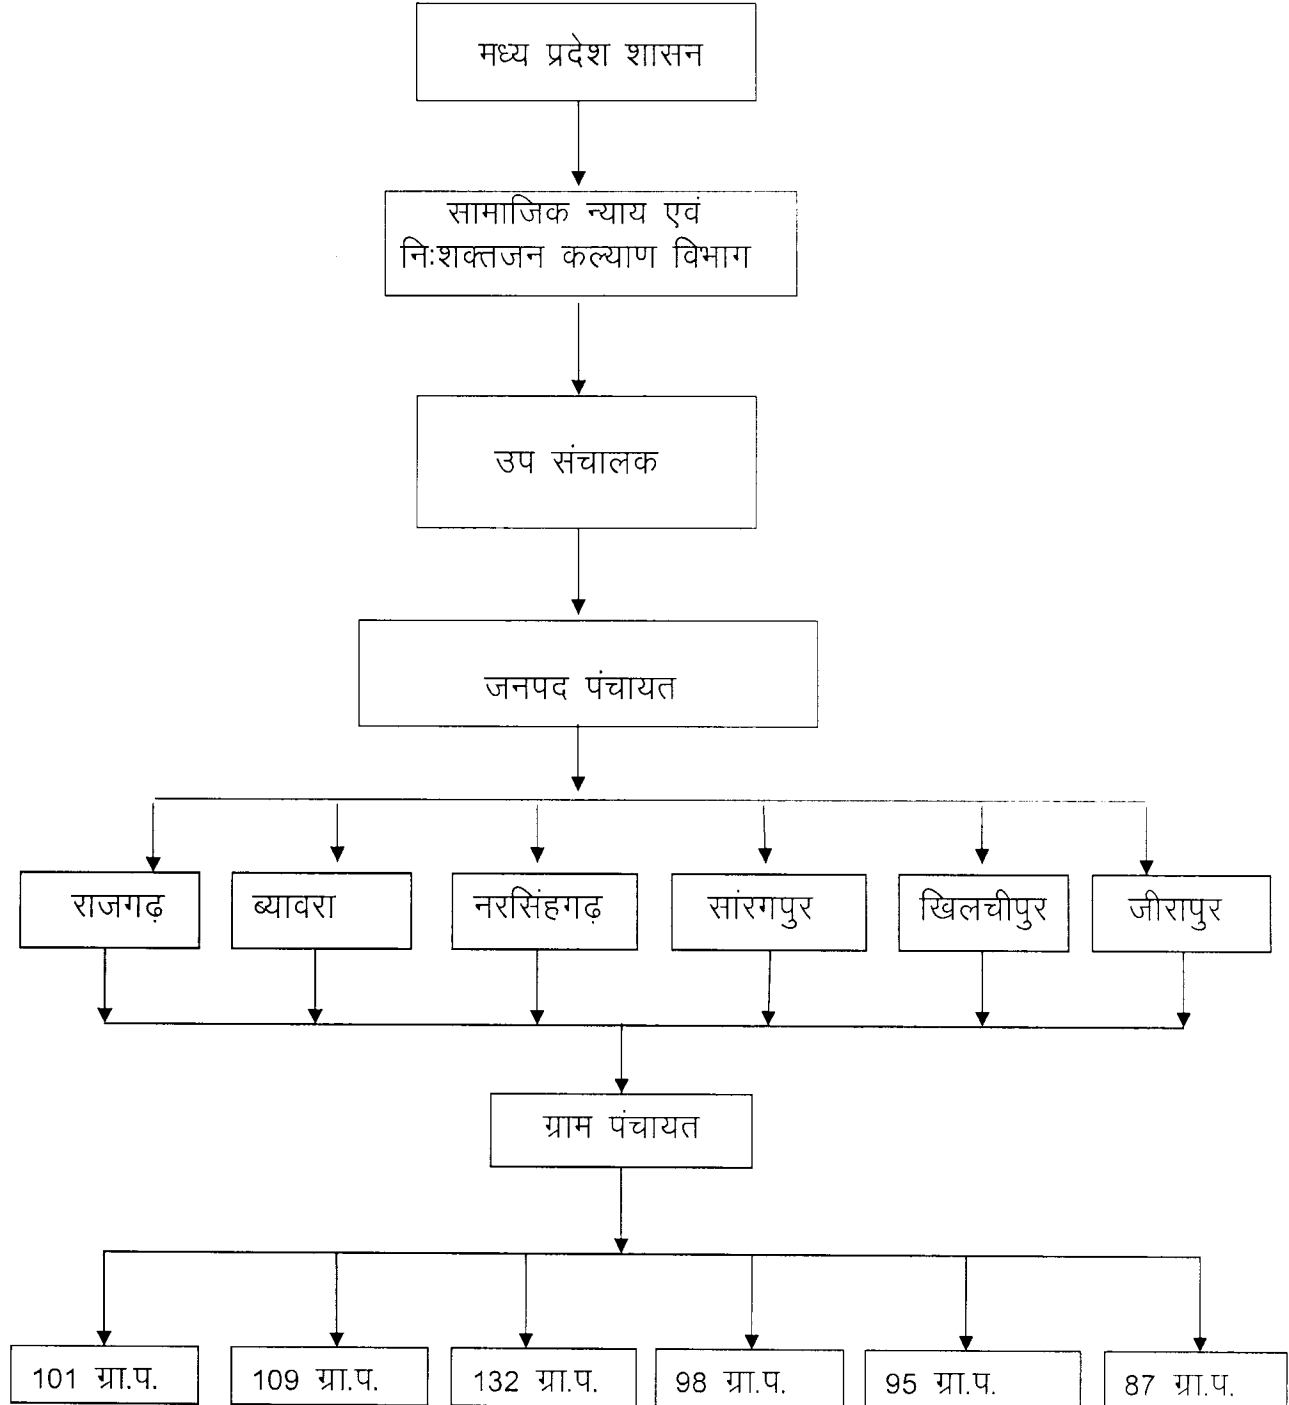 मध्य प्रदेश शासन
सामाजिक न्याय एवं
निःशक्तजन कल्याण विभाग
उप संचालक
जनपद पंचायत
राजगढ़
ब्यावरा
नरसिंहगढ़
सांरगपुर
खिलचीपुर
जीरापुर
ग्राम पंचायत
101 ग्रा.प.
109 ग्रा.प.
132 ग्रा.प.
98 ग्रा.प.
95 ग्रा.प.
87 ग्रा.प.